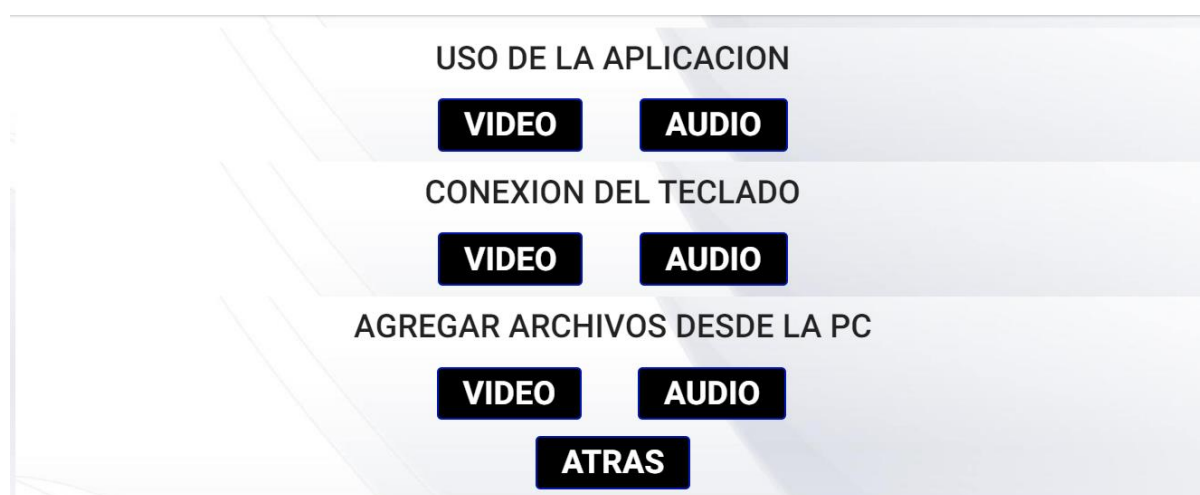 USO DE LA APLICACION
VIDEO AUDIO
CONEXION DEL TECLADO
VIDEO AUDIO
AGREGAR ARCHIVOS DESDE LA PC
VIDEO AUDIO
ATRAS